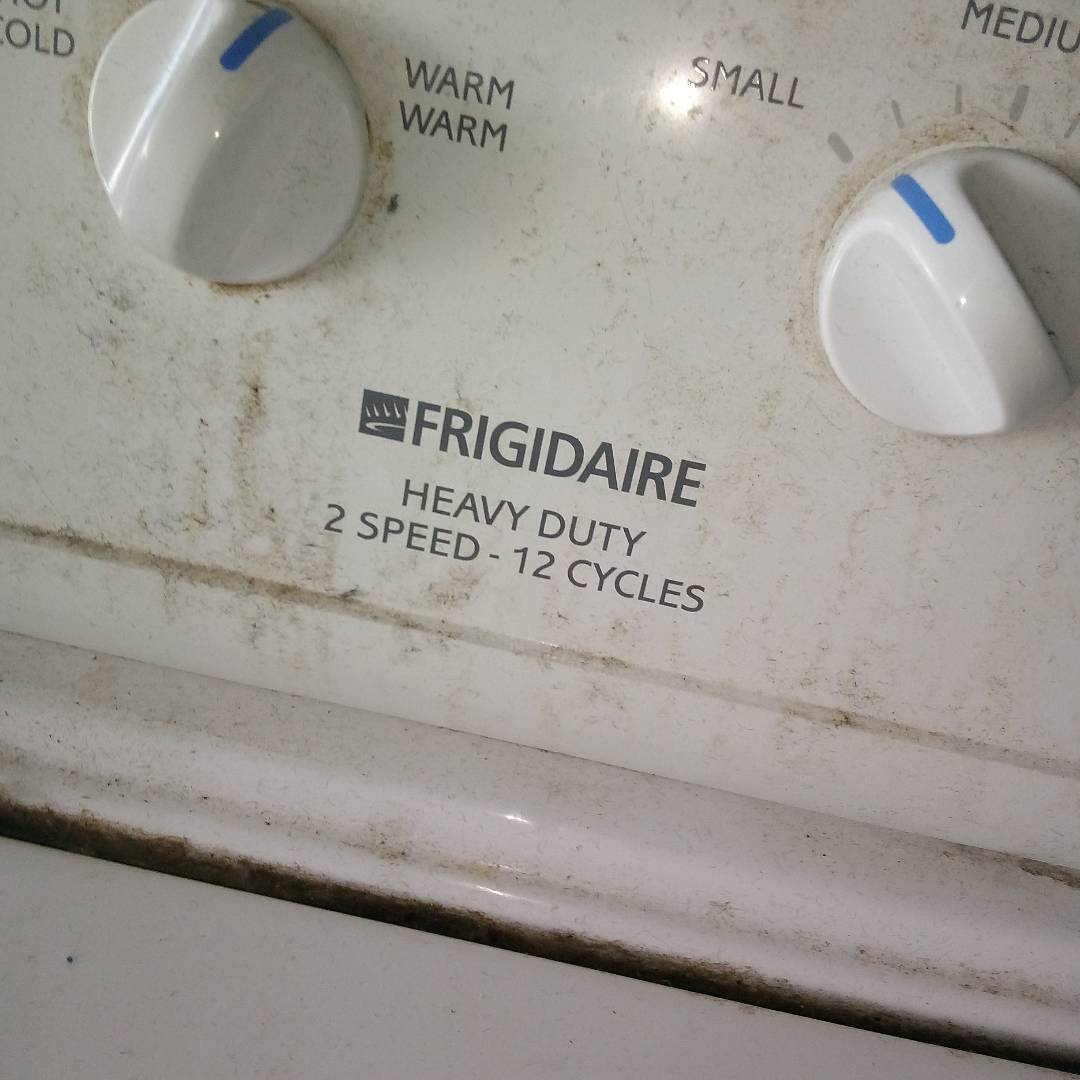 COLD
WARM
WARM
SMALL
FRIGIDAIRE
HEAVY DUTY
2 SPEED - 12 CYCLES